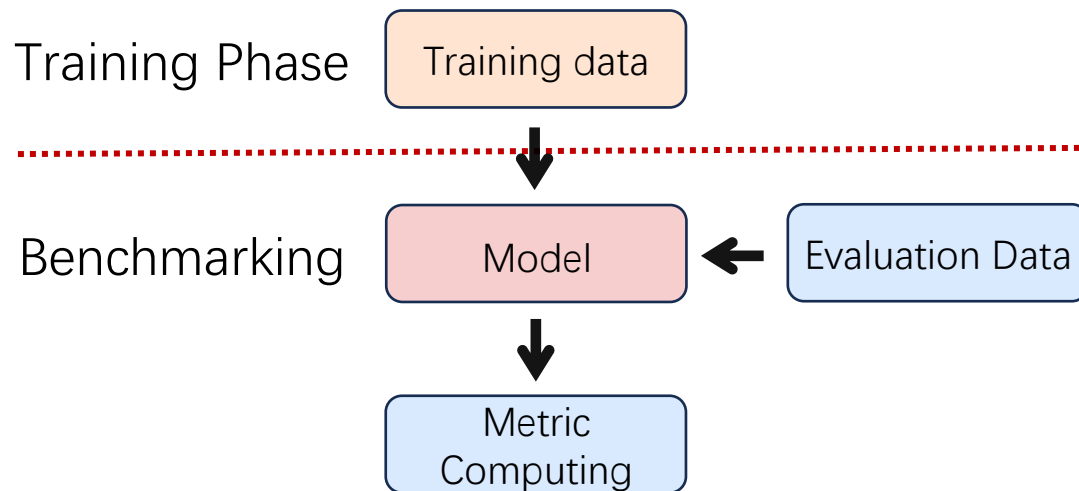 Training Phase
Training data
Benchmarking
Model
Evaluation Data
Metric
Computing